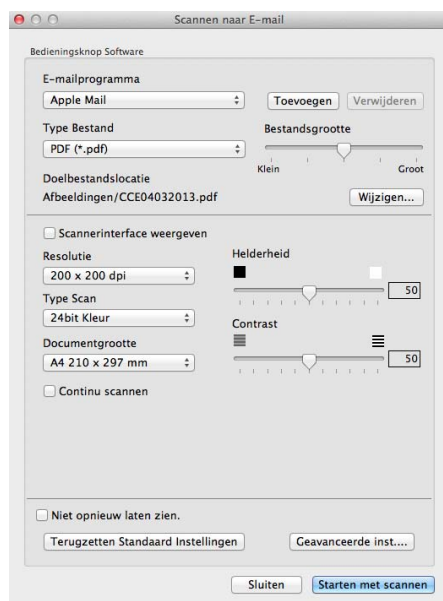 Scannen naar E-mail
Bedieningsknop Software
E-mailprogramma
Apple Mail
Toevoegen
Verwijderen
Type Bestand
Bestandsgrootte
PDF (*.pdf)
Klein
Groot
Doelbestandslocatie
Afbeeldingen/CCE04032013.pdf
Wijzigen...
Scannerinterface weergeven
Resolutie
Helderheid
200 x 200 dpi
50
Type Scan
24bit Kleur
Contrast
Documentgrootte
A4 210 x 297 mm
50
Continu scannen
Niet opnieuw laten zien.
Terugzetten Standaard Instellingen
Geavanceerde inst....
Sluiten
Starten met scannen